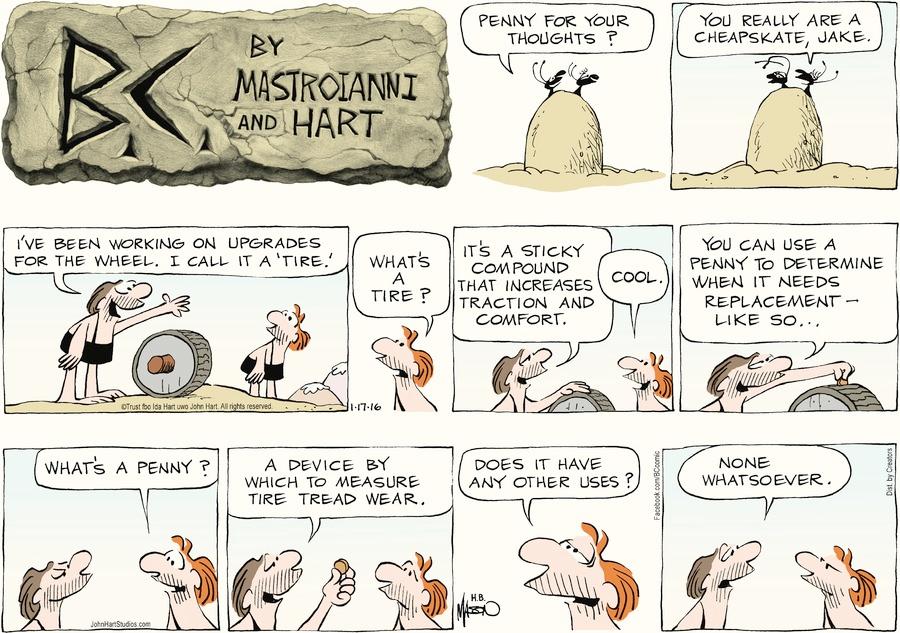 B.C.
BY
MASTROIANNI
AND HART
PENNY FOR YOUR
THOUGHTS ?
YOU REALLY ARE A
CHEAPSKATE, JAKE.
I'VE BEEN WORKING ON UPGRADES
FOR THE WHEEL. I CALL IT A 'TIRE.'
©Trust fbo Ida Hart uwo John Hart. All rights reserved.
WHAT'S
A
TIRE ?
1-17-16
IT'S A STICKY
COMPOUND
THAT INCREASES
TRACTION AND
COMFORT.
COOL.
YOU CAN USE A
PENNY TO DETERMINE
WHEN IT NEEDS
REPLACEMENT –
LIKE SO...
WHAT'S A PENNY ?
JohnHartStudios.com
A DEVICE BY
WHICH TO MEASURE
TIRE TREAD WEAR.
DOES IT HAVE
ANY OTHER USES ?
H.B.
Facebook.com/BCcomic
NONE
WHATSOEVER.
Dist. by Creators